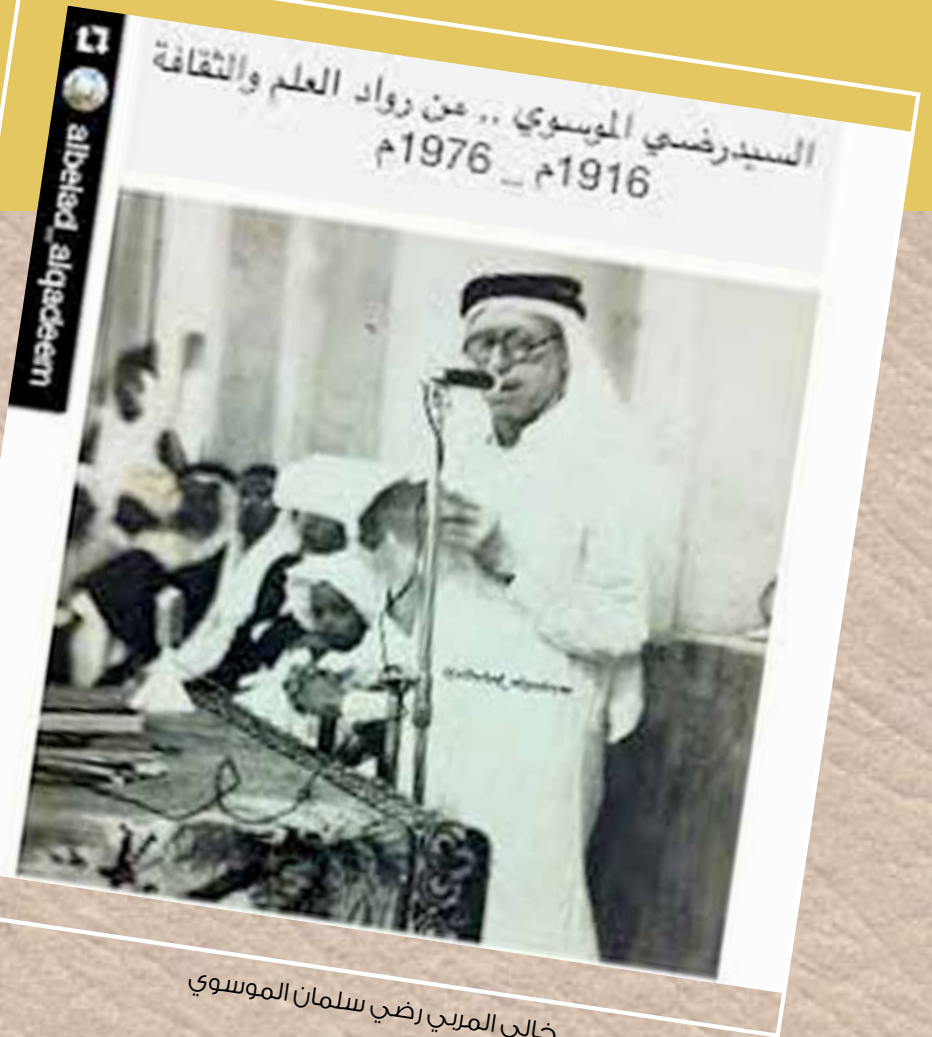 السيدرضي الموسوي .. من رواد العلم والثقافة
1916م _ 1976م
albelad_alqadeem
خالي المربي رضي سلمان الموسوي